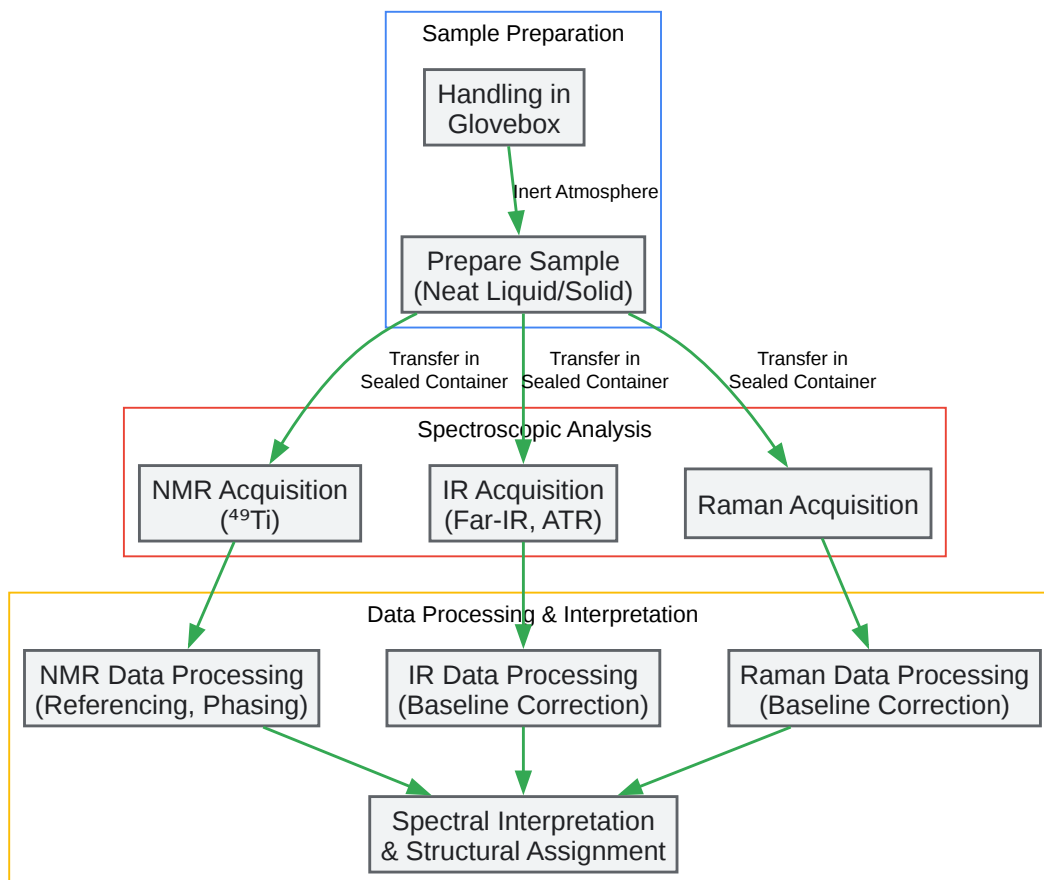 Sample Preparation
Handling in
Glovebox
Inert Atmosphere
Prepare Sample
(Neat Liquid/Solid)
Transfer in
Sealed Container
Transfer in
Sealed Container
Transfer in
Sealed Container
Spectroscopic Analysis
NMR Acquisition
(⁴⁹Ti)
IR Acquisition
(Far-IR, ATR)
Raman Acquisition
Data Processing & Interpretation
NMR Data Processing
(Referencing, Phasing)
IR Data Processing
(Baseline Correction)
Raman Data Processing
(Baseline Correction)
Spectral Interpretation
& Structural Assignment